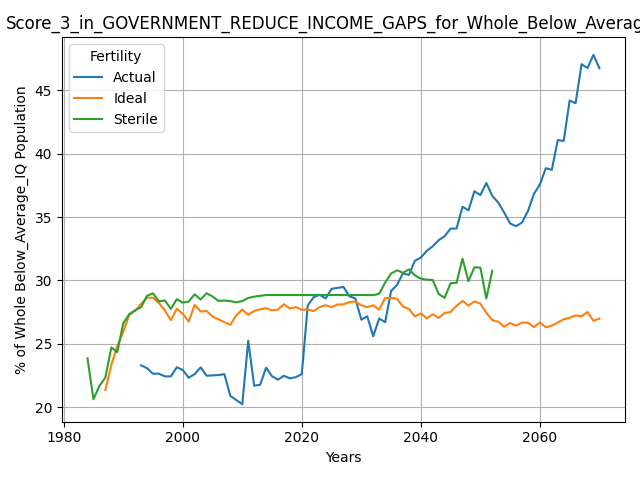 Score_3_in_GOVERNMENT_REDUCE_INCOME_GAPS_for_Whole_Below_Averag
Fertility
Actual
Ideal
Sterile
% of Whole Below_Average_IQ Population
45
40
35
30
25
20
1980
2000
2020
2040
2060
Years